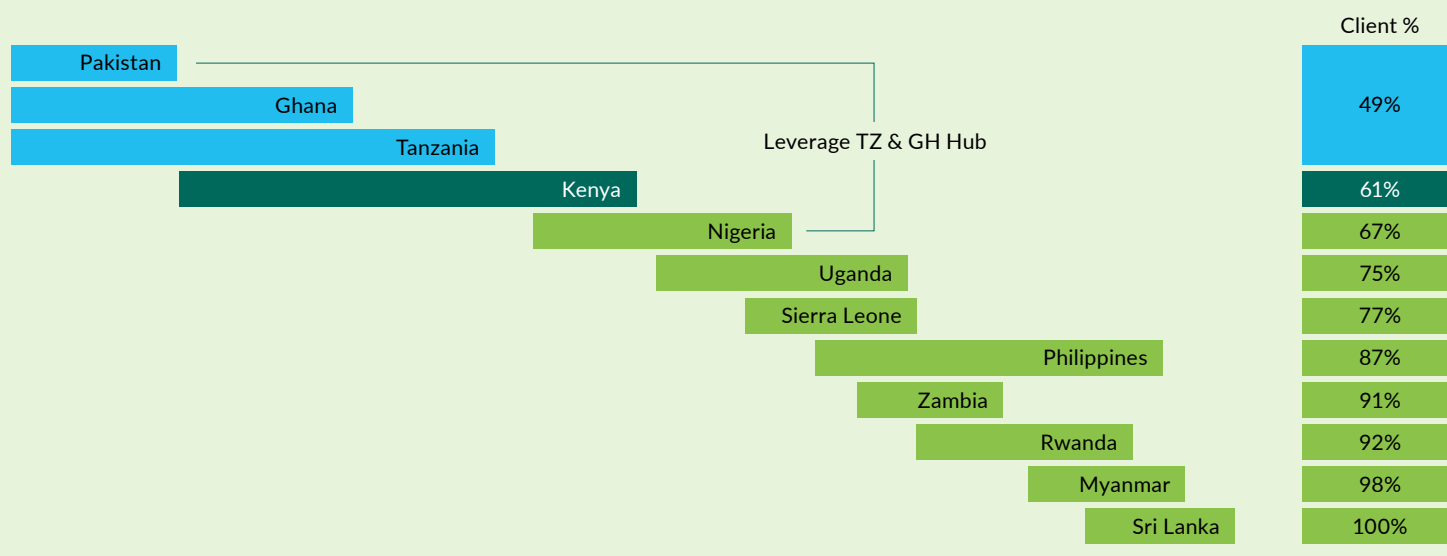 Client %
Pakistan
Ghana
49%
Tanzania
Leverage TZ & GH Hub
Kenya
61%
Nigeria
67%
Uganda
75%
Sierra Leone
77%
Philippines
87%
Zambia
91%
Rwanda
92%
Myanmar
98%
Sri Lanka
100%